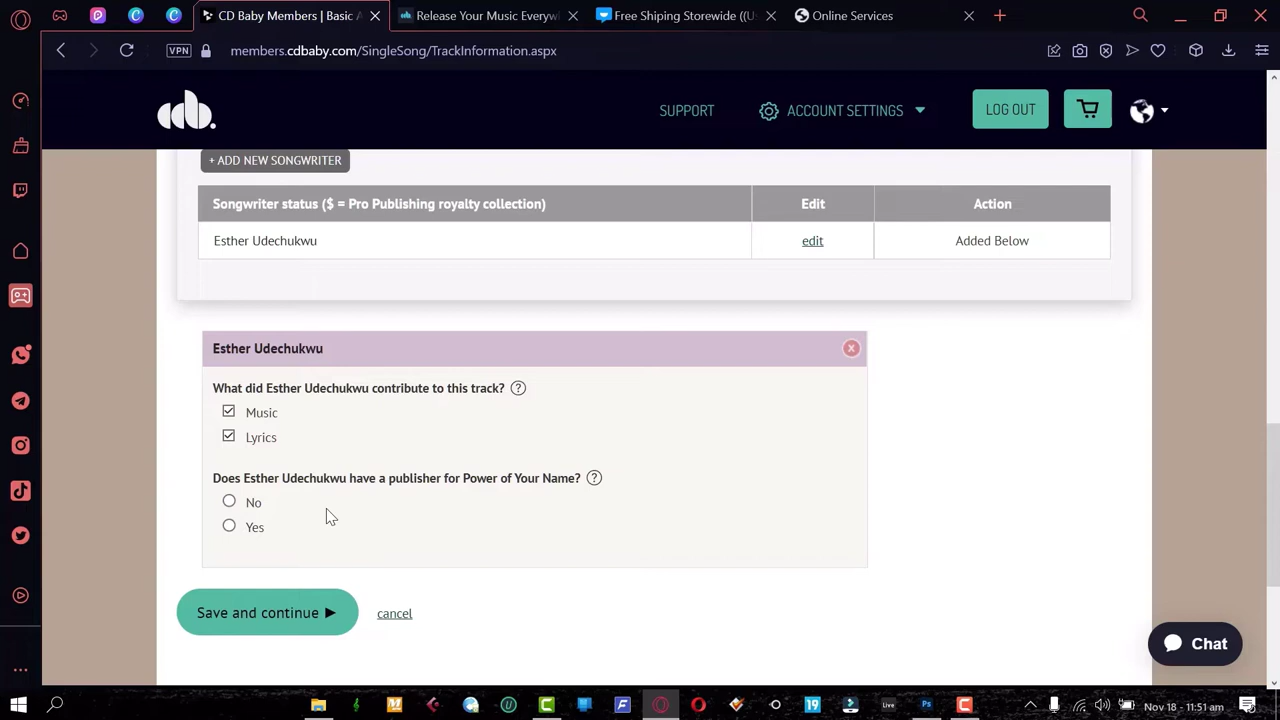 CD Baby Members | Basic A
Release Your Music Everyw
Free Shiping Storewide ((Us
Online Services
VPN
members.cdbaby.com/SingleSong/TrackInformation.aspx
SUPPORT
ACCOUNT SETTINGS
LOG OUT
+ ADD NEW SONGWRITER
Songwriter status ($ = Pro Publishing royalty collection) Edit Action
Esther Udechukwu edit Added Below
Esther Udechukwu X
What did Esther Udechukwu contribute to this track? ?
Music
Lyrics
Does Esther Udechukwu have a publisher for Power of Your Name? ?
No
Yes
Save and continue ▶ cancel
Chat
Nov 18 - 11:51 am